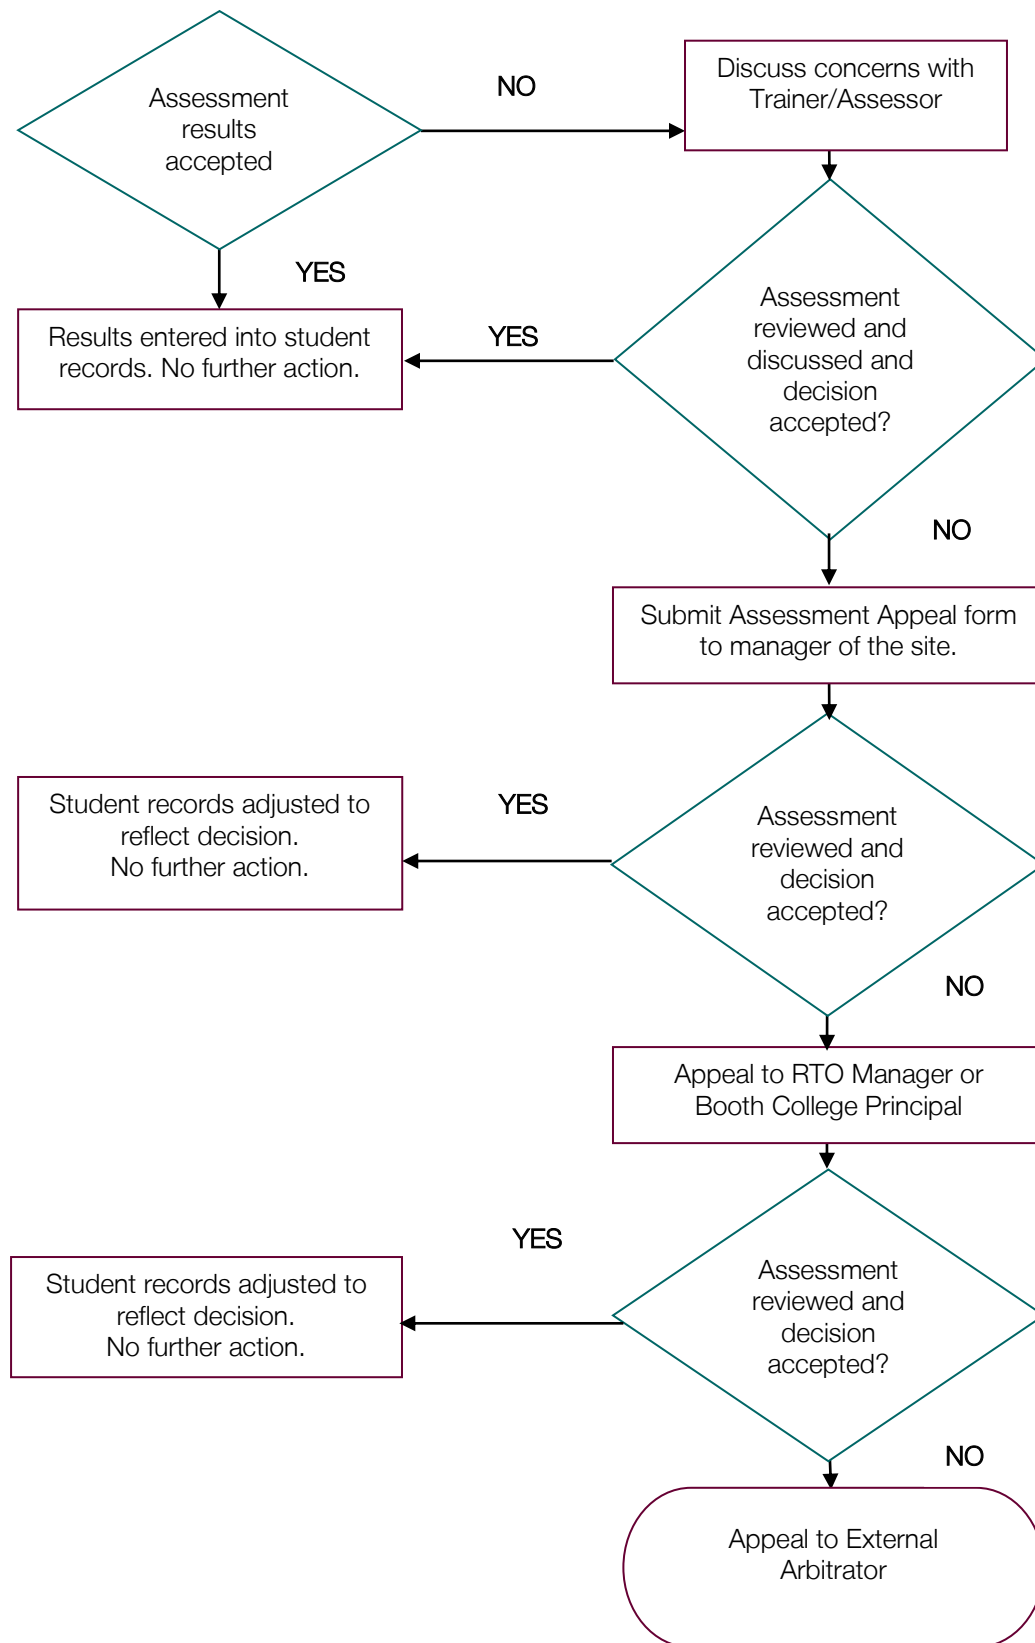 Assessment
results
accepted
NO
Discuss concerns with
Trainer/Assessor
YES
Results entered into student
records. No further action.
YES
Assessment
reviewed and
discussed and
decision
accepted?
NO
Submit Assessment Appeal form
to manager of the site.
Student records adjusted to
reflect decision.
No further action.
YES
Assessment
reviewed and
decision
accepted?
NO
Appeal to RTO Manager or
Booth College Principal
YES
Student records adjusted to
reflect decision.
No further action.
Assessment
reviewed and
decision
accepted?
NO
Appeal to External
Arbitrator